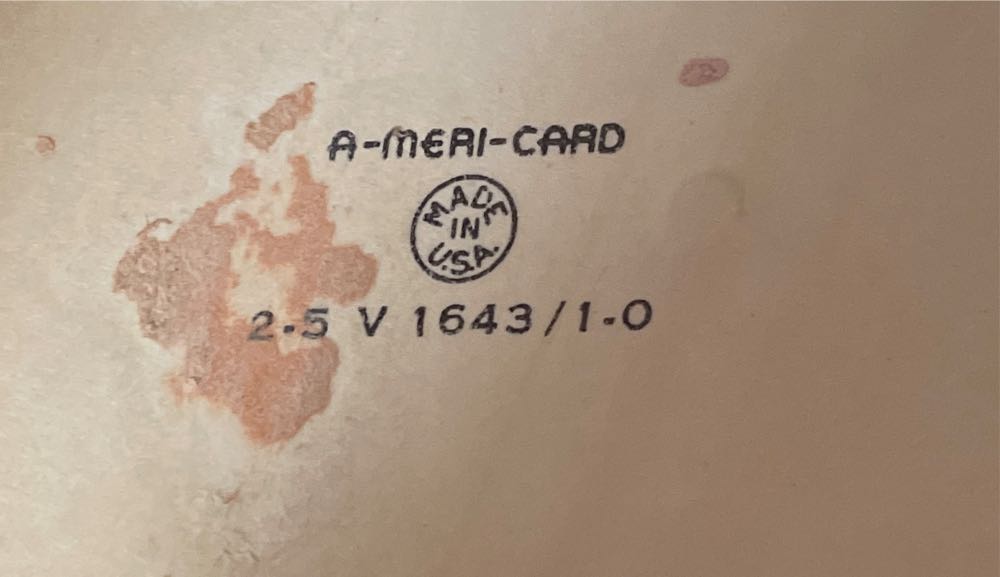 A-MERI-CARD
MADE
IN
U.S.A.
2.5 V 1643/1-0